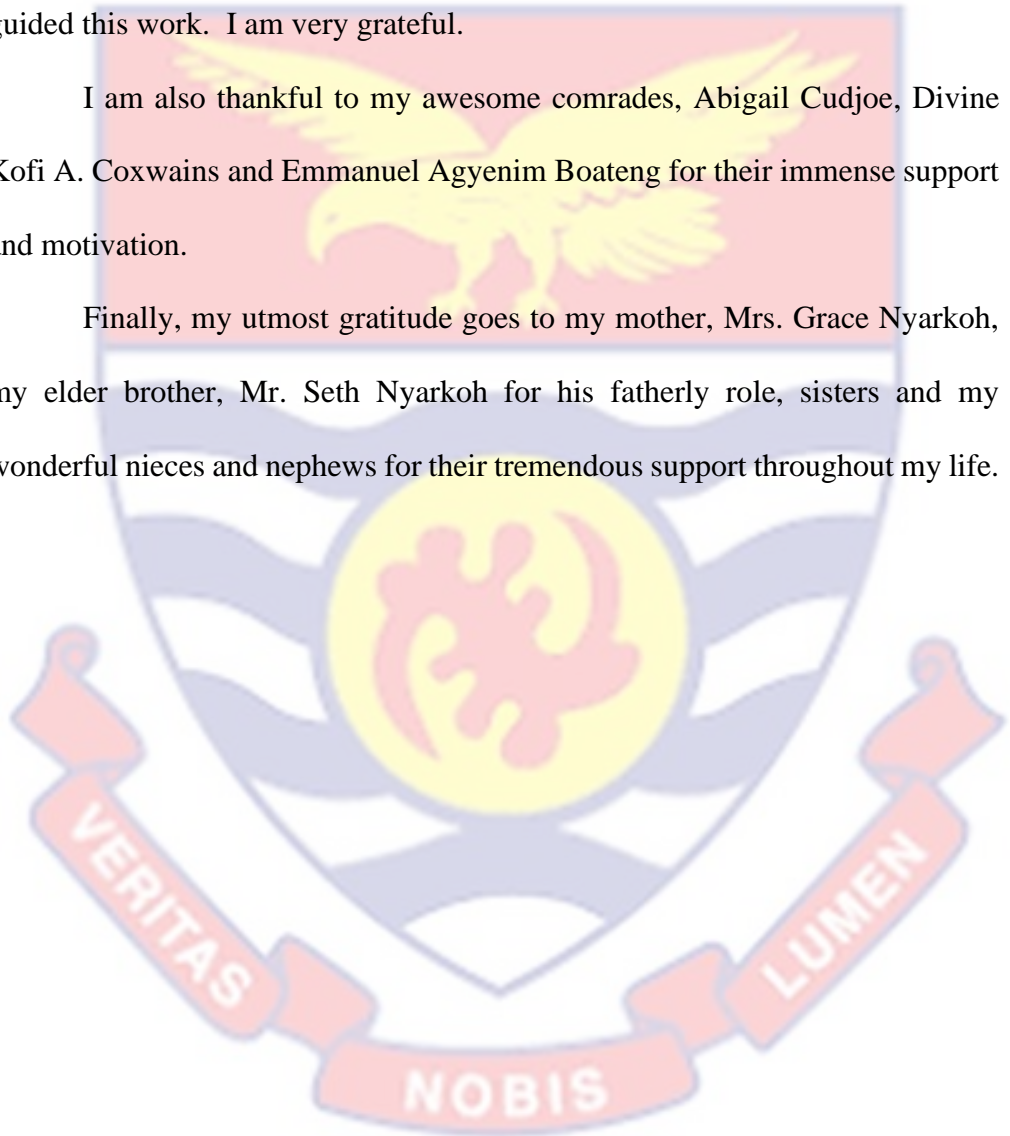 guided this work.  I am very grateful.
I am also thankful to my awesome comrades, Abigail Cudjoe, Divine
Kofi A. Coxwains and Emmanuel Agyenim Boateng for their immense support
and motivation.
Finally, my utmost gratitude goes to my mother, Mrs. Grace Nyarkoh,
my elder brother, Mr. Seth Nyarkoh for his fatherly role, sisters and my
wonderful nieces and nephews for their tremendous support throughout my life.
VERITAS
NOBIS
LUMEN